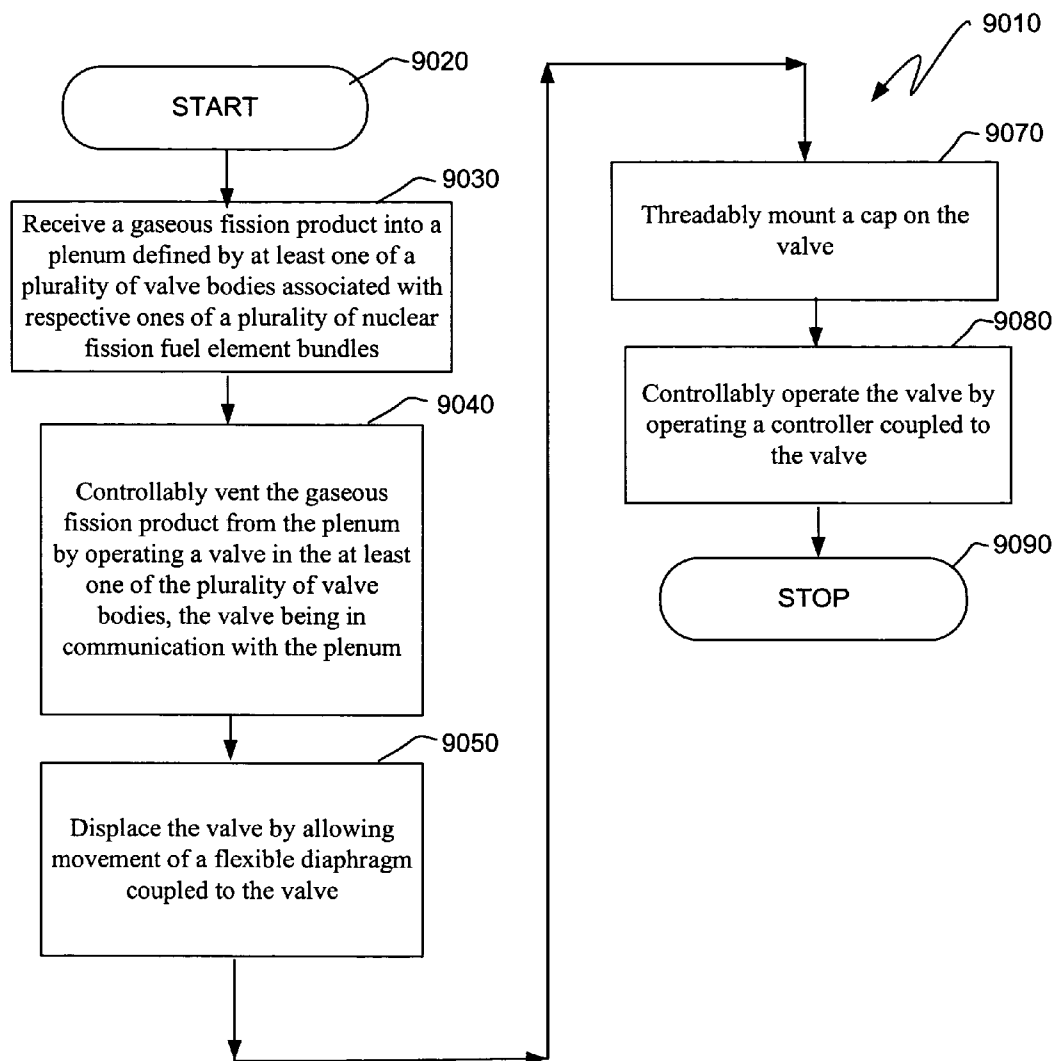 9020
START
9030
Receive a gaseous fission product into a
plenum defined by at least one of a
plurality of valve bodies associated with
respective ones of a plurality of nuclear
fission fuel element bundles
9040
Controllably vent the gaseous
fission product from the plenum
by operating a valve in the at least
one of the plurality of valve
bodies, the valve being in
communication with the plenum
9050
Displace the valve by allowing
movement of a flexible diaphragm
coupled to the valve
9010
9070
Threadably mount a cap on the
valve
9080
Controllably operate the valve by
operating a controller coupled to
the valve
9090
STOP